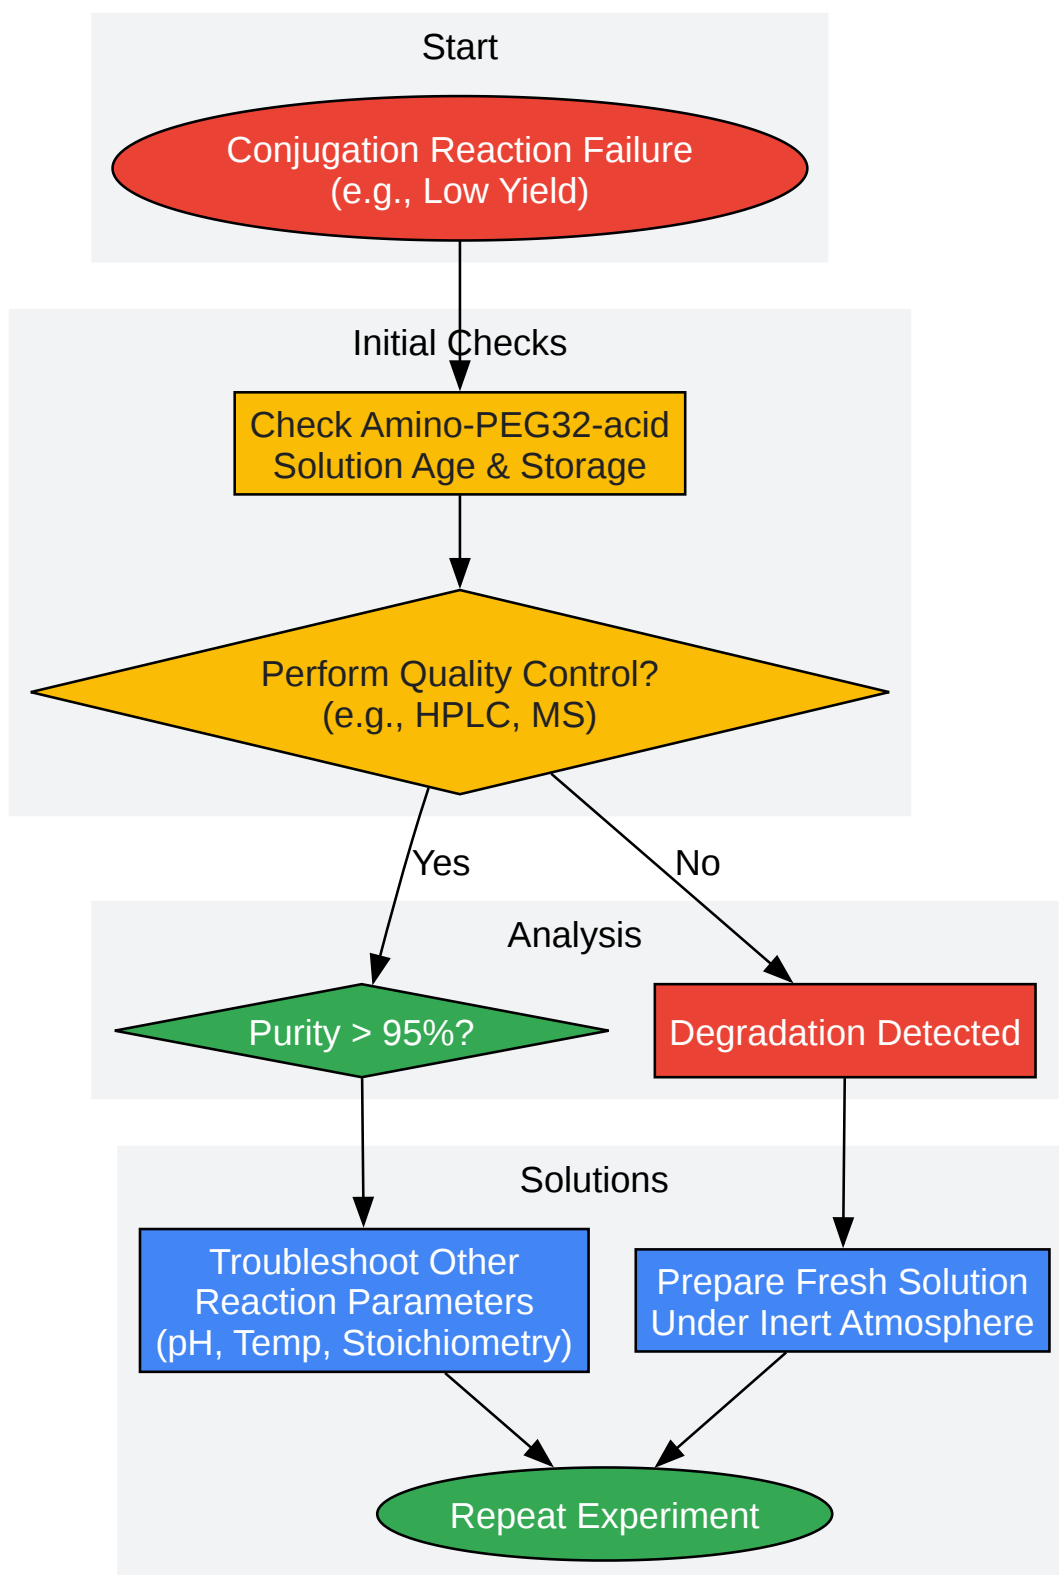 Start
Conjugation Reaction Failure
(e.g., Low Yield)
Initial Checks
Check Amino-PEG32-acid
Solution Age & Storage
Perform Quality Control?
(e.g., HPLC, MS)
Yes
No
Analysis
Purity > 95%?
Degradation Detected
Solutions
Troubleshoot Other
Reaction Parameters
(pH, Temp, Stoichiometry)
Prepare Fresh Solution
Under Inert Atmosphere
Repeat Experiment